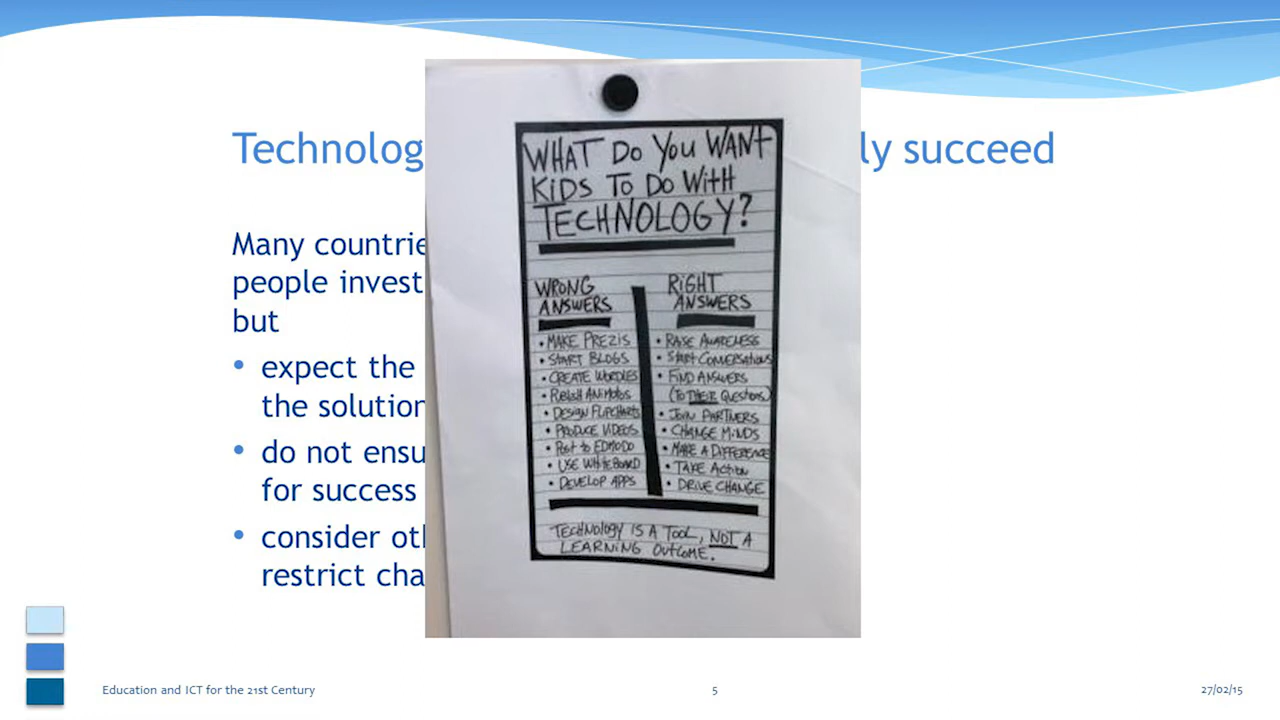 Technolog ly succeed
Many countrie
people invest
but
• expect the
the solution
• do not ensu
for success
• consider oth
restrict cha
WHAT DO YOU WANT
KIDS TO DO WITH
TECHNOLOGY?
WRONG
ANSWERS
• MAKE PREZIS
• START BLOGS
• CREATE WORDLES
• PUBLISH ANIMOTOS
• DESIGN FLIPCHARTS
• PRODUCE VIDEOS
• POST TO EDMODO
• USE WHITEBOARD
• DEVELOP APPS
RIGHT
ANSWERS
• RAISE AWARENESS
• START CONVERSATIONS
• FIND ANSWERS
(TO THEIR QUESTIONS)
• JOIN PARTNERS
• CHANGE MINDS
• MAKE A DIFFERENCE
• TAKE ACTION
• DRIVE CHANGE
TECHNOLOGY IS A TOOL, NOT A
LEARNING OUTCOME.
Education and ICT for the 21st Century 5 27/02/15